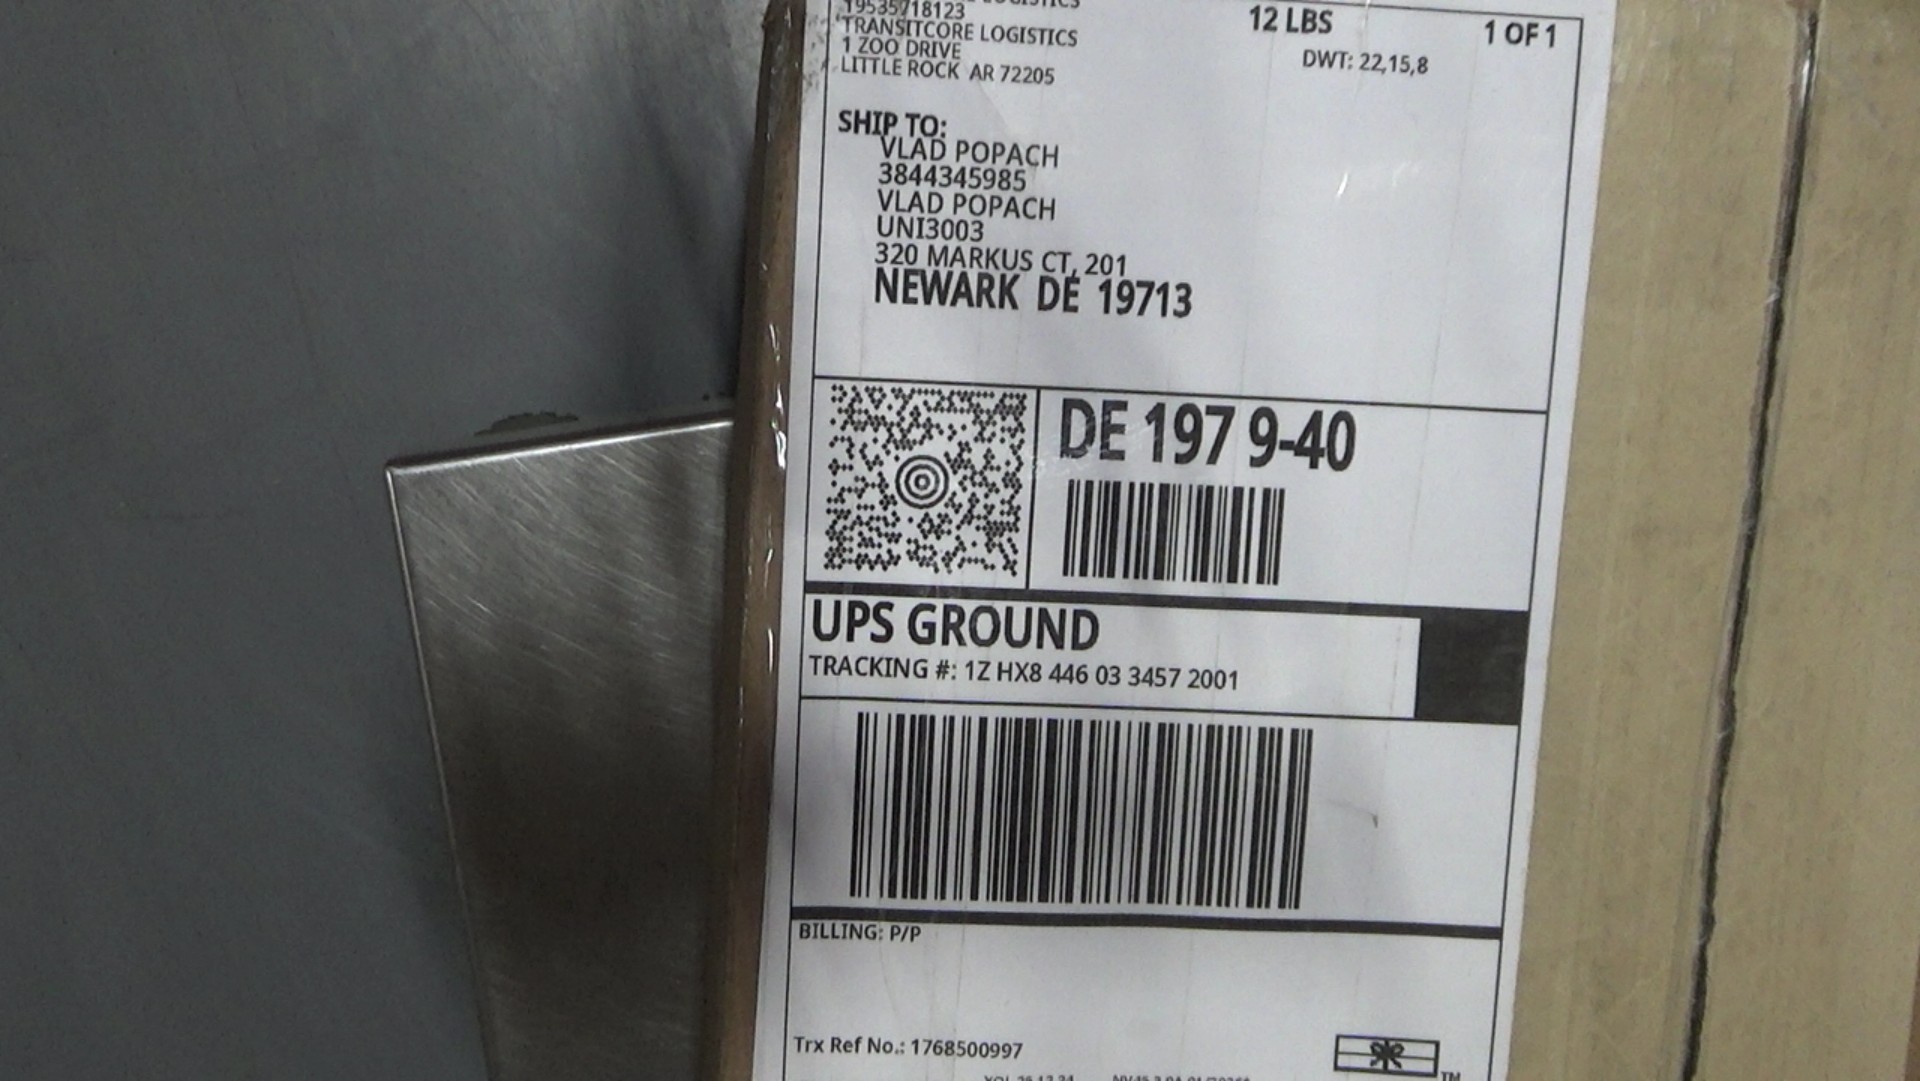 19535718123
TRANSITCORE LOGISTICS
1 ZOO DRIVE
LITTLE ROCK AR 72205
12 LBS
1 OF 1
DWT: 22,15,8
SHIP TO:
VLAD POPACH
3844345985
VLAD POPACH
UNI3003
320 MARKUS CT, 201
NEWARK DE 19713
DE 197 9-40
UPS GROUND
TRACKING #: 1Z HX8 446 03 3457 2001
BILLING: P/P
Trx Ref No.: 1768500997
TM